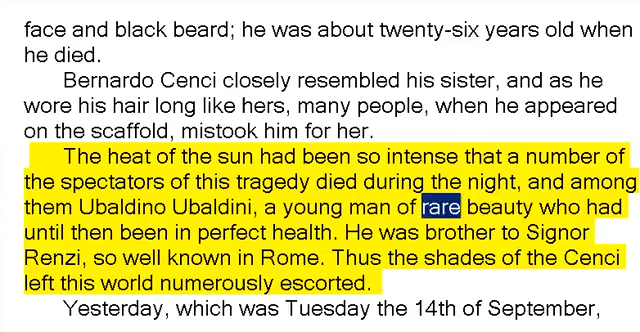 face and black beard; he was about twenty-six years old when
he died.
Bernardo Cenci closely resembled his sister, and as he
wore his hair long like hers, many people, when he appeared
on the scaffold, mistook him for her.
The heat of the sun had been so intense that a number of
the spectators of this tragedy died during the night, and among
them Ubaldino Ubaldini, a young man of rare beauty who had
until then been in perfect health. He was brother to Signor
Renzi, so well known in Rome. Thus the shades of the Cenci
left this world numerously escorted.
Yesterday, which was Tuesday the 14th of September,